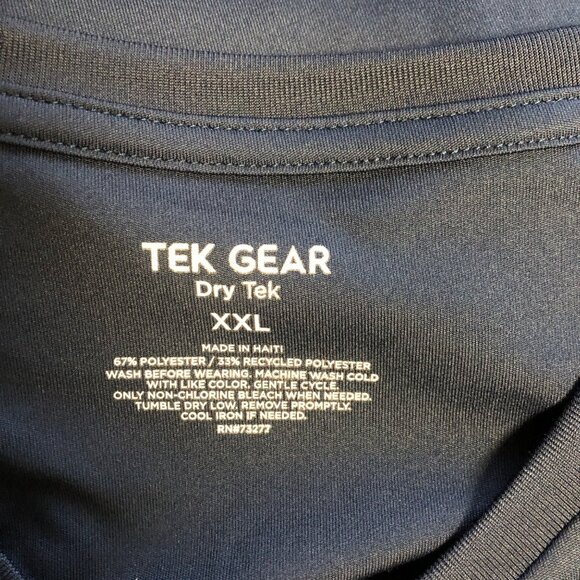 TEK GEAR
Dry Tek
XXL
MADE IN HAITI
67% POLYESTER / 33% RECYCLED POLYESTER
WASH BEFORE WEARING. MACHINE WASH COLD
WITH LIKE COLOR. GENTLE CYCLE.
ONLY NON-CHLORINE BLEACH WHEN NEEDED.
TUMBLE DRY LOW. REMOVE PROMPTLY.
COOL IRON IF NEEDED.
RN#73277